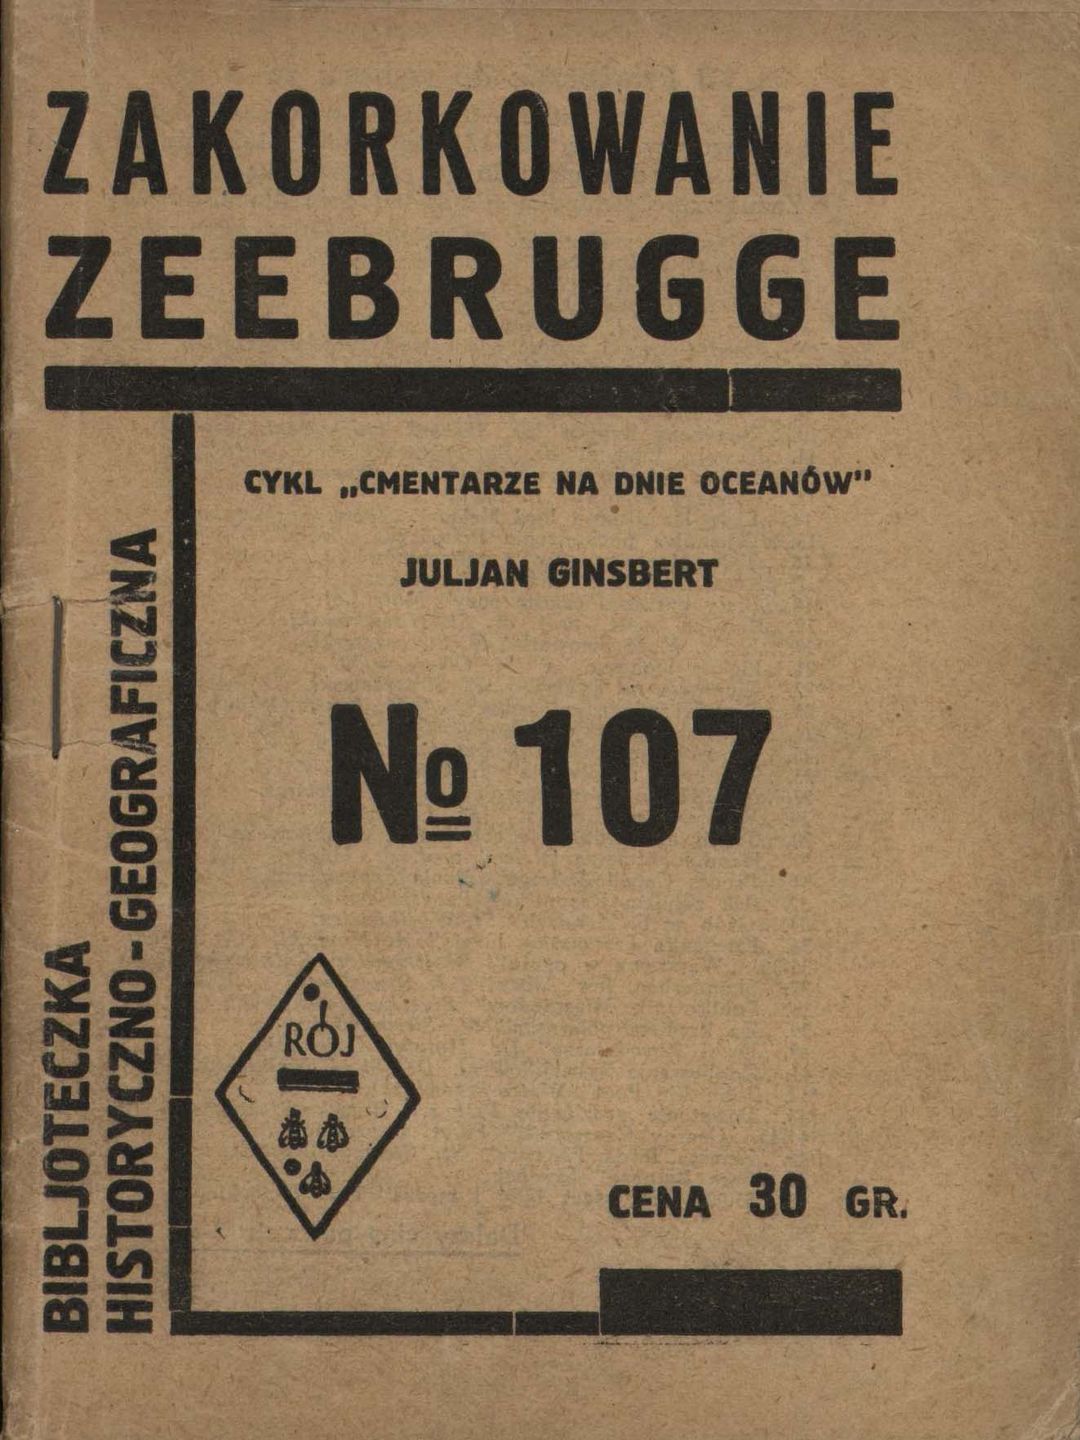 ZAKORKOWANIE
ZEEBRUGGE
CYKL „CMENTARZE NA DNIE OCEANÓW"
JULJAN GINSBERT
№ 107
BIBLJOTECZKA
HISTORYCZNO-GEOGRAFICZNA
RÓJ
CENA 30 GR.